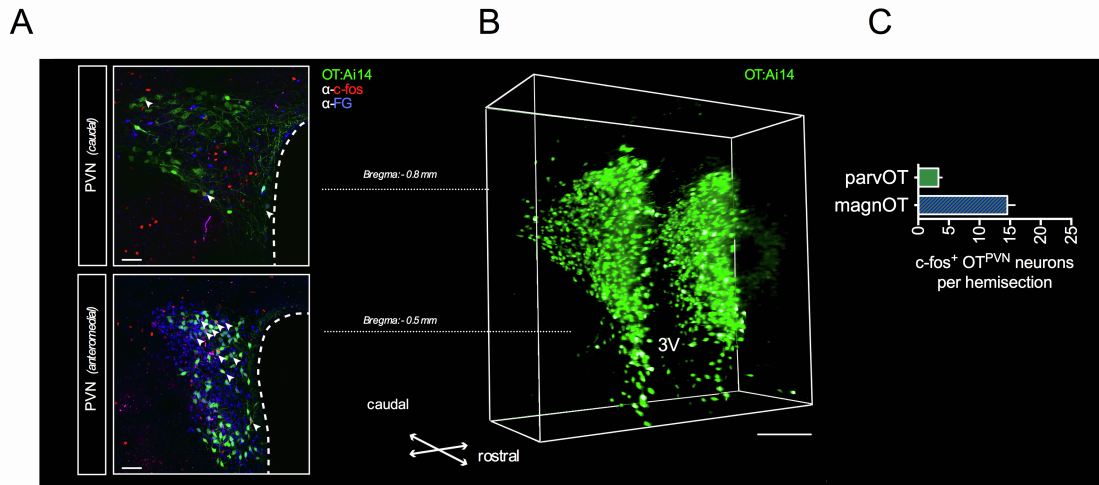 A
B
C
PVN (caudal)
PVN (anteromedial)
OT:Ai14
α-c-fos
α-FG
Bregma:- 0.8 mm
Bregma:- 0.5 mm
OT:Ai14
3V
caudal
rostral
parvOT
magnOT
0 5 10 15 20 25
c-fos⁺ OTᴾⱽᴺ neurons
per hemisection